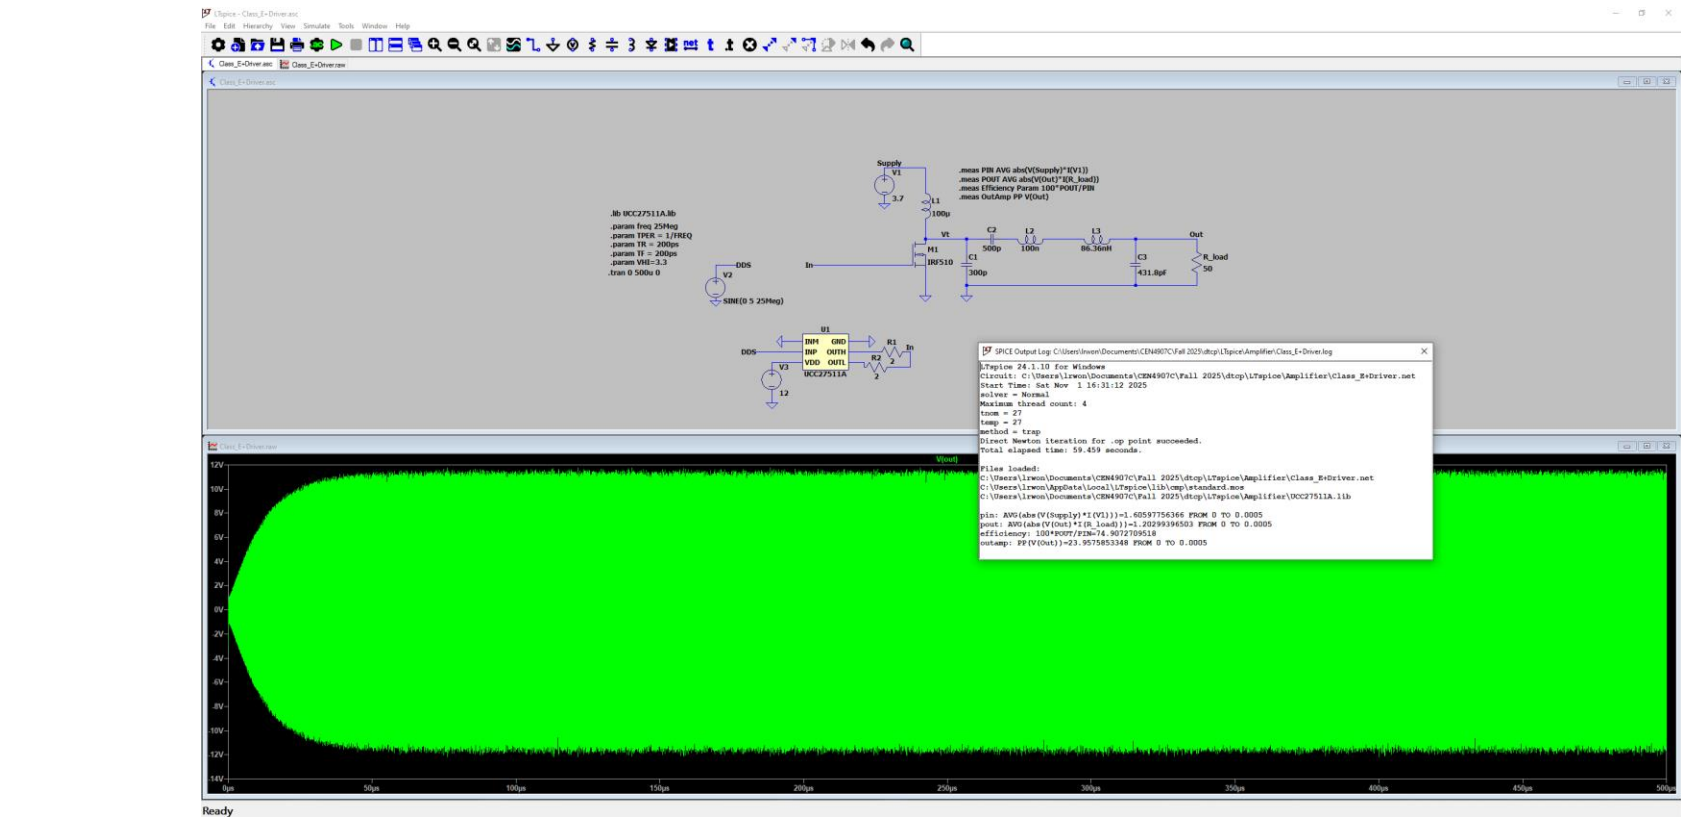 LTspice - Class_E+Driver.asc
File Edit Hierarchy View Simulate Tools Window Help
Class_E+Driver.asc Class_E+Driver.raw
Class_E+Driver.asc
Supply
V1
3.7
L1
100µ
.meas PIN AVG abs(V(Supply)*I(V1))
.meas POUT AVG abs(V(Out)*I(R_load))
.meas Efficiency Param 100*POUT/PIN
.meas OutAmp PP V(Out)
.lib UCC27511A.lib
.param freq 25Meg
.param TPER = 1/FREQ
.param TR = 200ps
.param TF = 200ps
.param VHI=3.3
.tran 0 500u 0
DDS
V2
SINE(0 5 25Meg)
In
M1
IRF510
Vt
C1
300p
C2
500p
L2
100n
L3
86.36nH
C3
431.8pF
Out
R_load
50
U1
INM GND
INP OUTH
VDD OUTL
UCC27511A
DDS
V3
12
R1
2
R2
2
In
SPICE Output Log: C:\Users\lrwon\Documents\CEN4907C\Fall 2025\dtcp\LTspice\Amplifier\Class_E+Driver.log
LTspice 24.1.10 for Windows
Circuit: C:\Users\lrwon\Documents\CEN4907C\Fall 2025\dtcp\LTspice\Amplifier\Class_E+Driver.net
Start Time: Sat Nov 1 16:31:12 2025
solver = Normal
Maximum thread count: 4
tnom = 27
temp = 27
method = trap
Direct Newton iteration for .op point succeeded.
Total elapsed time: 59.459 seconds.
Files loaded:
C:\Users\lrwon\Documents\CEN4907C\Fall 2025\dtcp\LTspice\Amplifier\Class_E+Driver.net
C:\Users\lrwon\AppData\Local\LTspice\lib\cmp\standard.mos
C:\Users\lrwon\Documents\CEN4907C\Fall 2025\dtcp\LTspice\Amplifier\UCC27511A.lib
pin: AVG(abs(V(Supply)*I(V1)))=1.60597756366 FROM 0 TO 0.0005
pout: AVG(abs(V(Out)*I(R_load)))=1.20299396503 FROM 0 TO 0.0005
efficiency: 100*POUT/PIN=74.9072709518
outamp: PP(V(Out))=23.9575853348 FROM 0 TO 0.0005
Class_E+Driver.raw
V(out)
12V
10V
8V
6V
4V
2V
0V
-2V
-4V
-6V
-8V
-10V
-12V
-14V
0µs 50µs 100µs 150µs 200µs 250µs 300µs 350µs 400µs 450µs 500µs
Ready